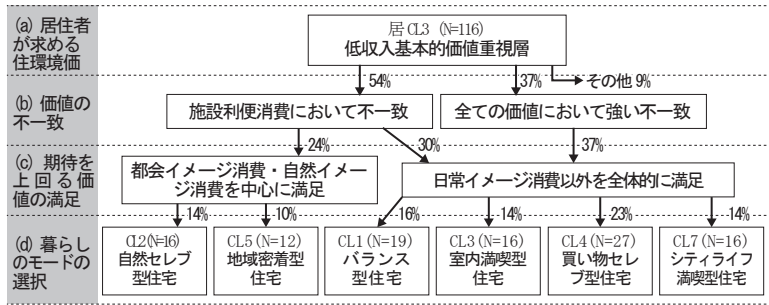 (a) 居住者
が求める
住環境価
居CL3 (N=116)
低収入基本的価値重視層
54%
37%
その他 9%
(b) 価値の
不一致
施設利便消費において不一致
全ての価値において強い不一致
24%
30%
37%
(c) 期待を
上回る価
値の満足
都会イメージ消費・自然イメー
ジ消費を中心に満足
日常イメージ消費以外を全体的に満足
14%
10%
16%
14%
23%
14%
(d) 暮らし
のモードの
選択
CL2(N=16)
自然セレブ
型住宅
CL5 (N=12)
地域密着型
住宅
CL1 (N=19)
バランス
型住宅
CL3 (N=16)
室内満喫型
住宅
CL4 (N=27)
買い物セレ
ブ型住宅
CL7 (N=16)
シティライフ
満喫型住宅